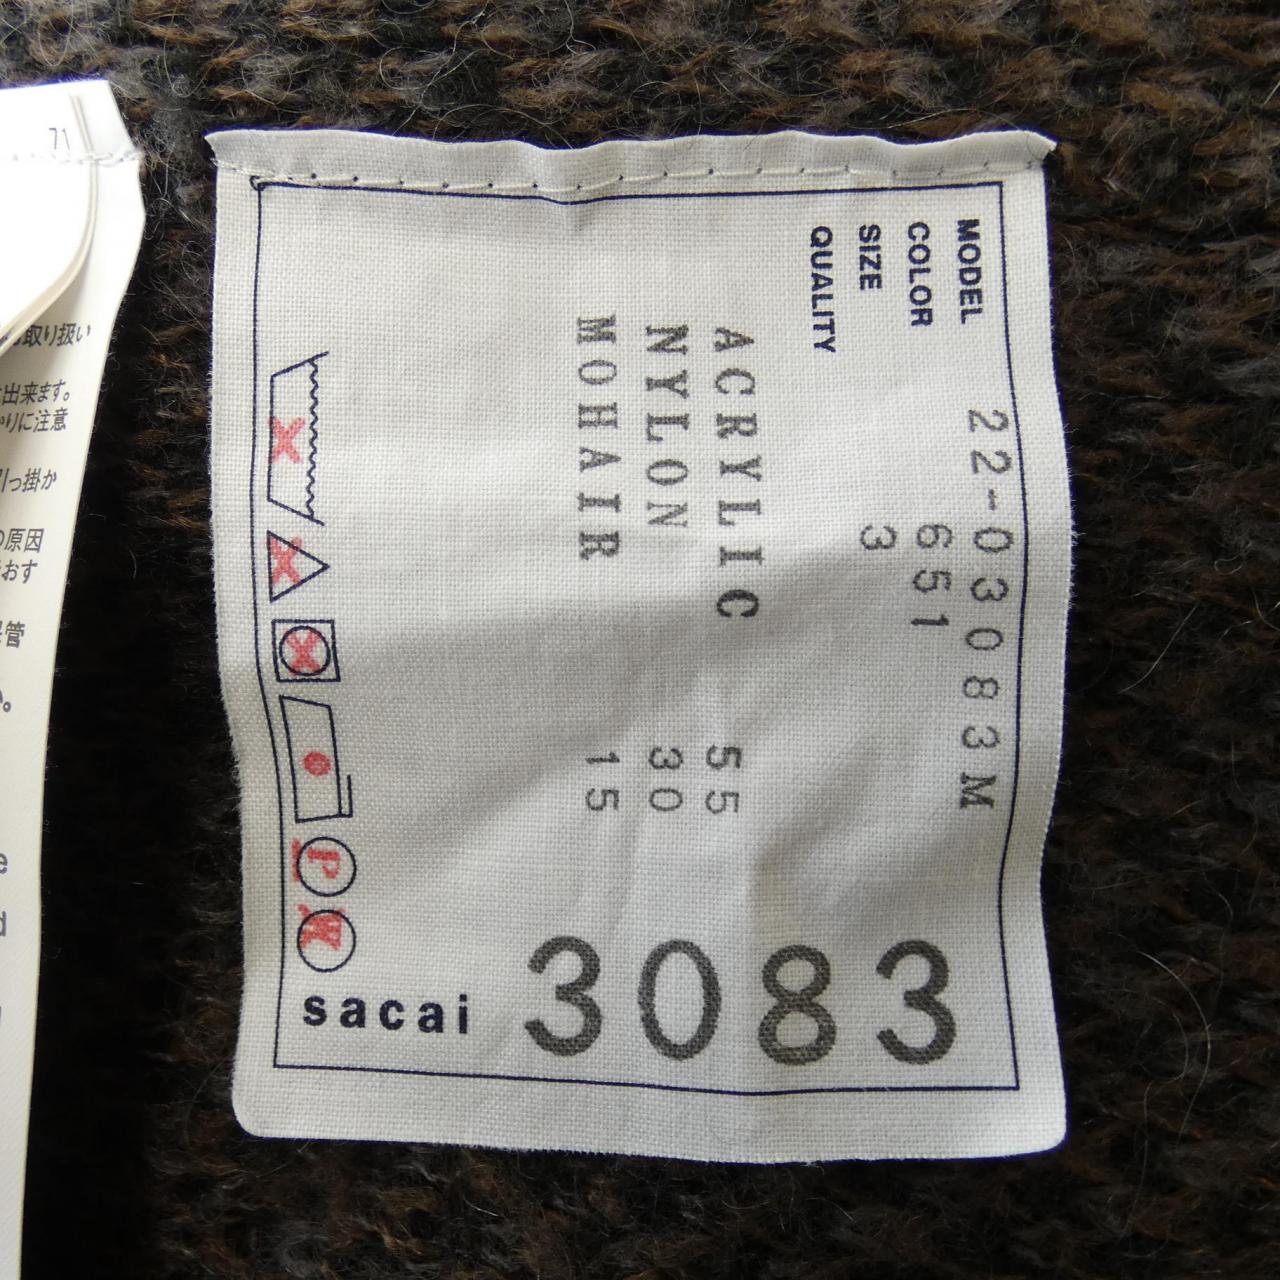 MODEL 22-03083M
COLOR 651
SIZE 3
QUALITY
ACRYLIC 55
NYLON 30
MOHAIR 15
P
W
sacai
3083
71
取り扱い
出来ます。
りに注意
引っ掛か
原因
おす
管
。
e
d